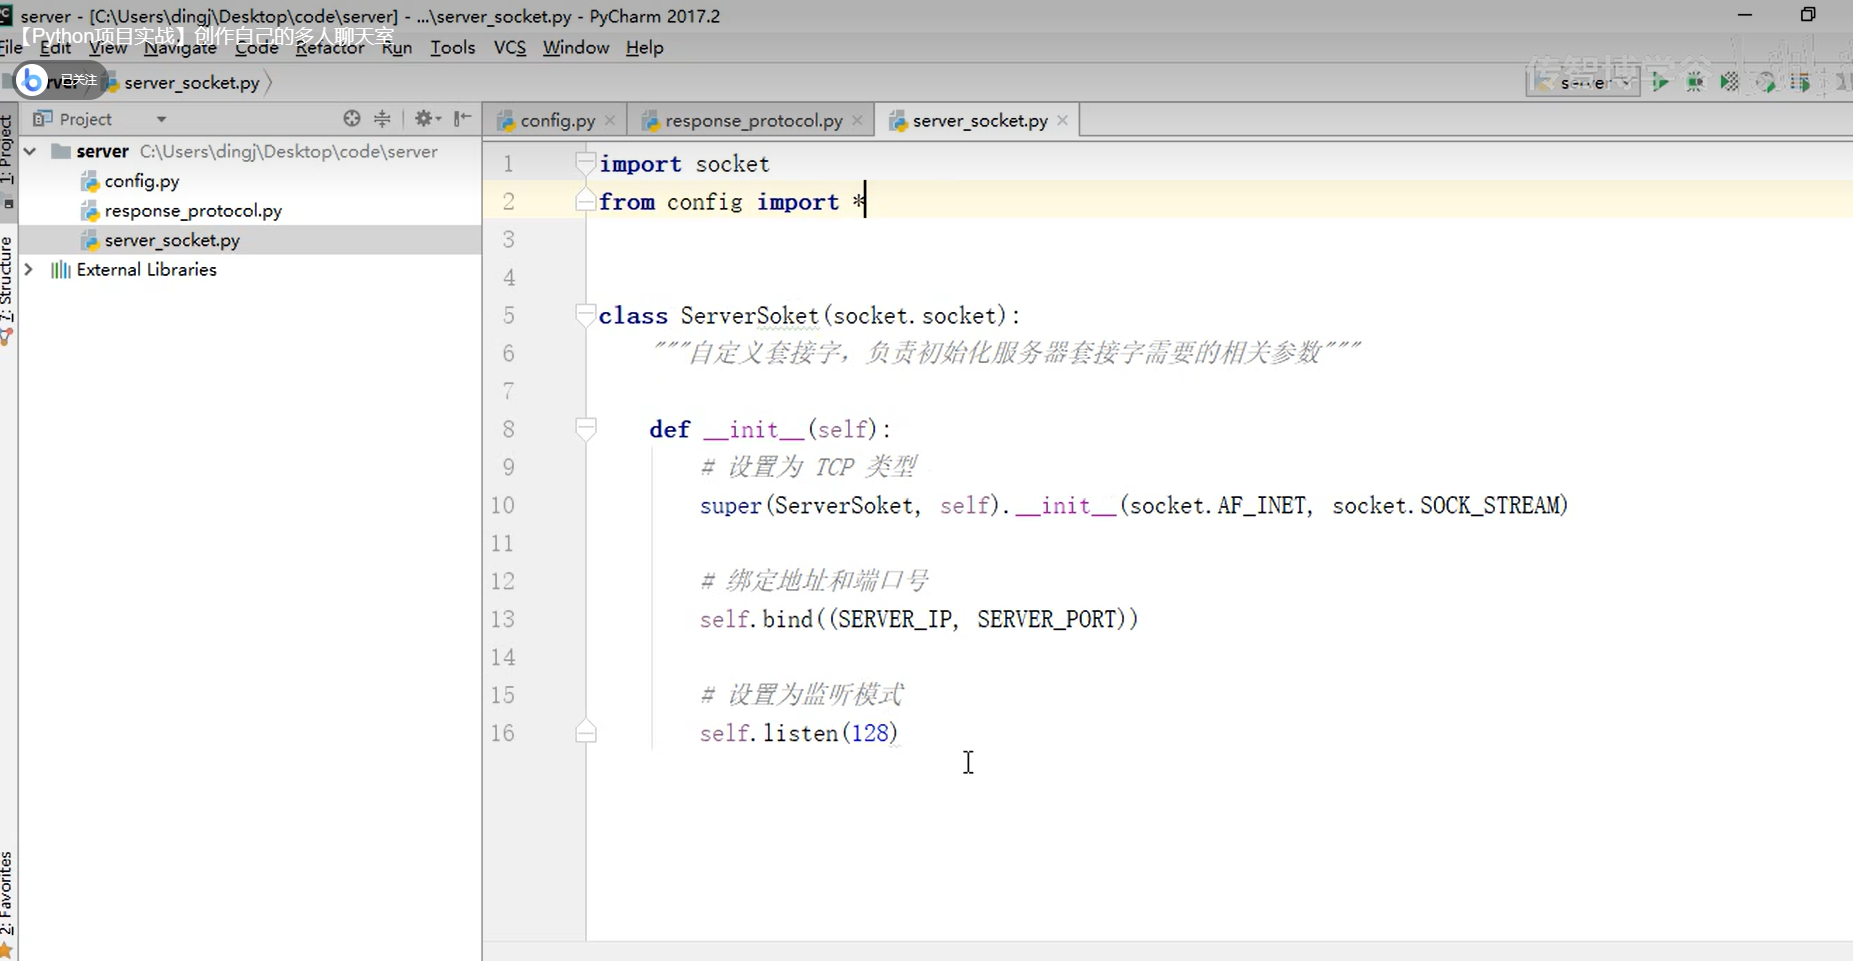 server - [C:\Users\dingj\Desktop\code\server] - ...\server_socket.py - PyCharm 2017.2
【Python项目实战】创作自己的多人聊天室
File Edit View Navigate Code Refactor Run Tools VCS Window Help
已关注
server_socket.py
server
Project
config.py
response_protocol.py
server_socket.py
1: Project
server C:\Users\dingj\Desktop\code\server
config.py
response_protocol.py
server_socket.py
External Libraries
7: Structure
2: Favorites
1 import socket
2 from config import *
3
4
5 class ServerSoket(socket.socket):
6 """自定义套接字，负责初始化服务器套接字需要的相关参数"""
7
8 def __init__(self):
9 # 设置为 TCP 类型
10 super(ServerSoket, self).__init__(socket.AF_INET, socket.SOCK_STREAM)
11
12 # 绑定地址和端口号
13 self.bind((SERVER_IP, SERVER_PORT))
14
15 # 设置为监听模式
16 self.listen(128)